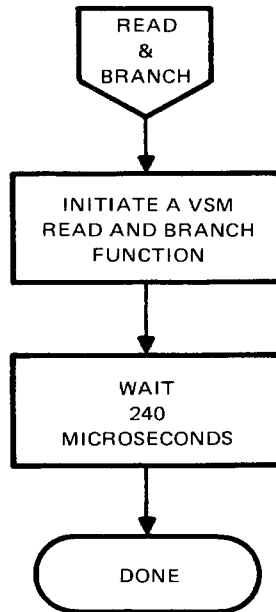 READ
&
BRANCH
INITIATE A VSM
READ AND BRANCH
FUNCTION
WAIT
240
MICROSECONDS
DONE